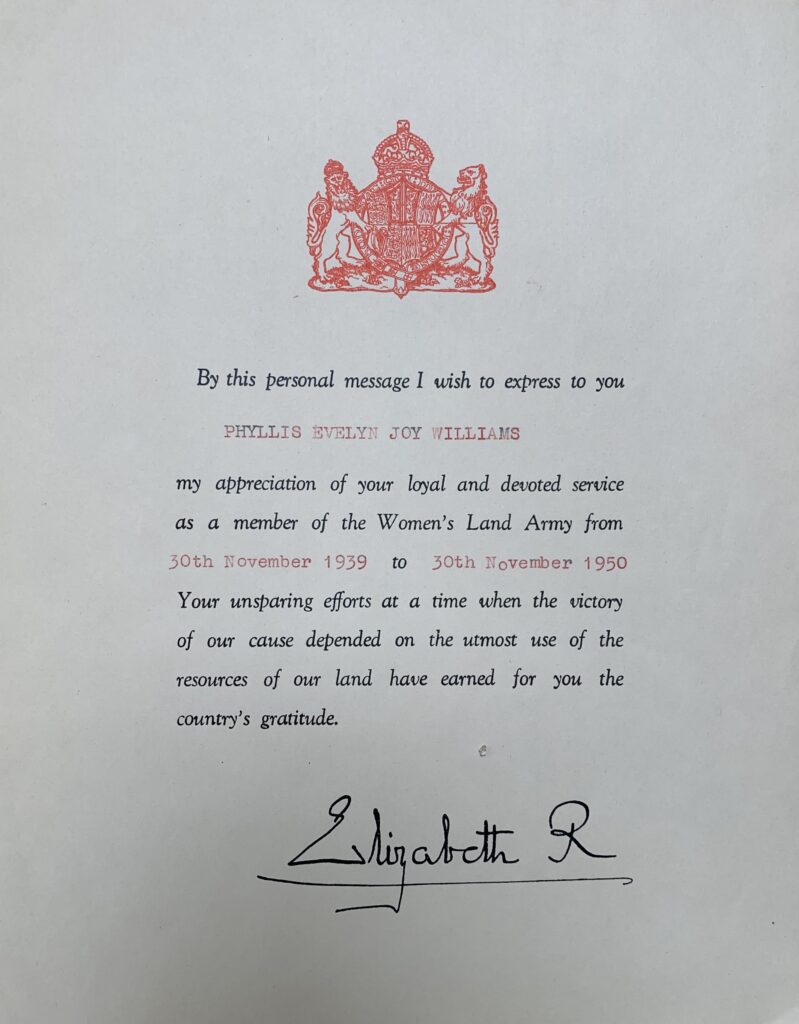 By this personal message I wish to express to you
PHYLLIS EVELYN JOY WILLIAMS
my appreciation of your loyal and devoted service
as a member of the Women's Land Army from
30th November 1939 to 30th November 1950
Your unsparing efforts at a time when the victory
of our cause depended on the utmost use of the
resources of our land have earned for you the
country's gratitude.
Elizabeth R